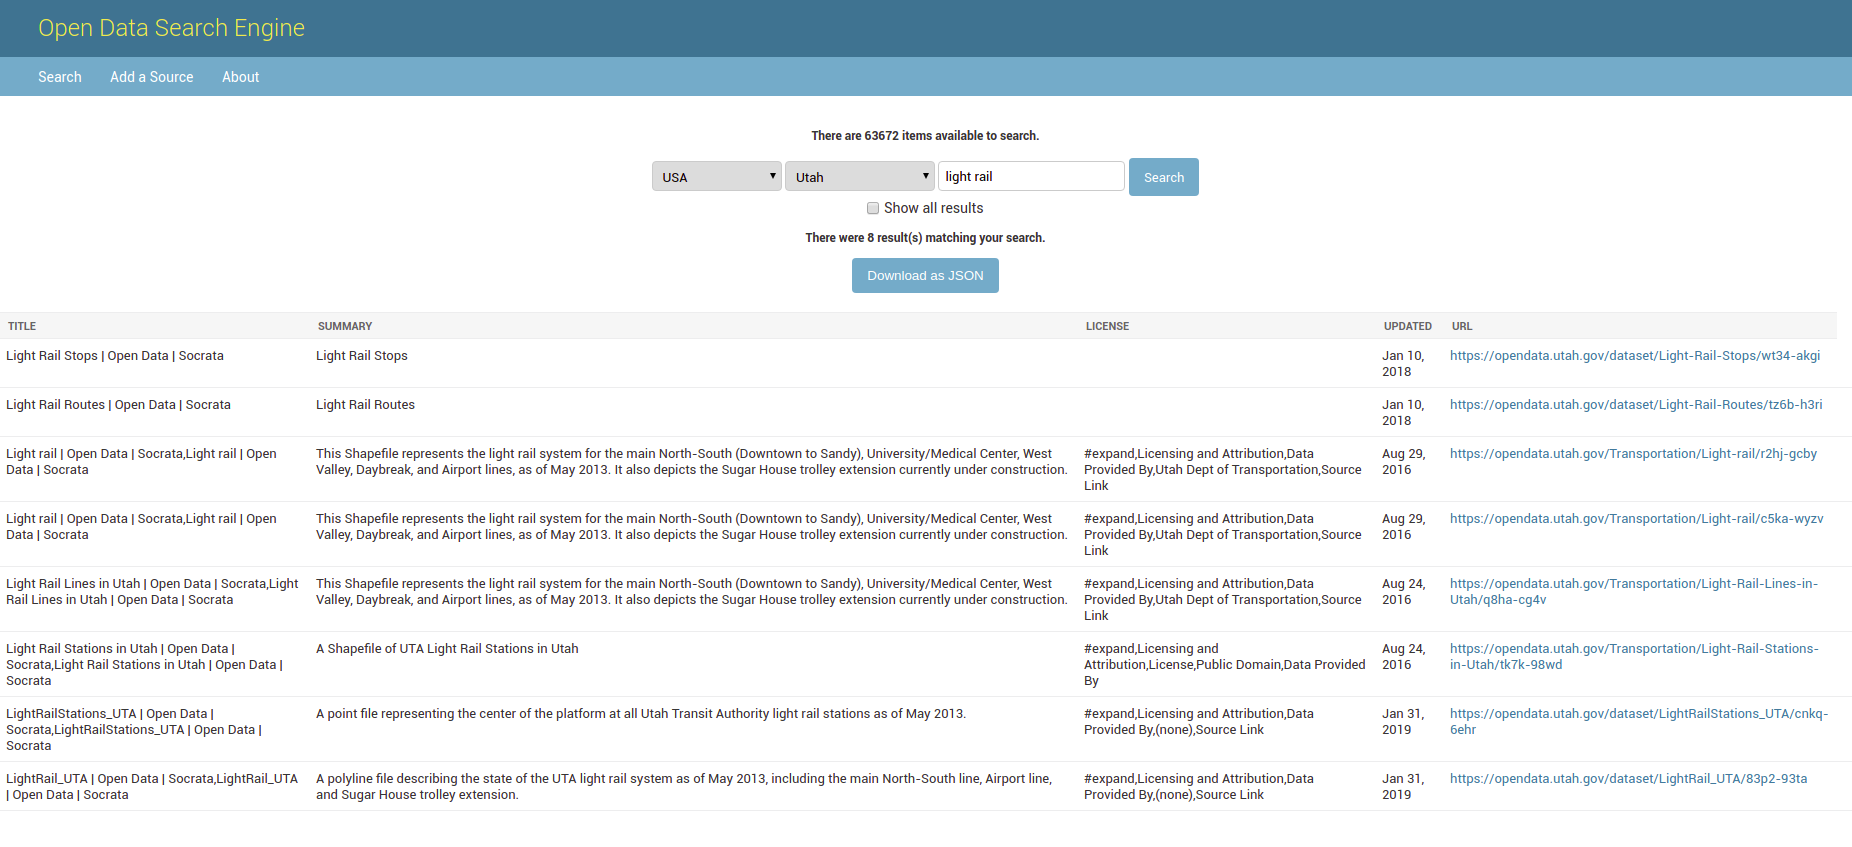 Open Data Search Engine
Search Add a Source About
There are 63672 items available to search.
USA Utah light rail Search
Show all results
There were 8 result(s) matching your search.
Download as JSON
TITLE SUMMARY LICENSE UPDATED URL
Light Rail Stops | Open Data | Socrata Light Rail Stops Jan 10, https://opendata.utah.gov/dataset/Light-Rail-Stops/wt34-akgi
2018
Light Rail Routes | Open Data | Socrata Light Rail Routes Jan 10, https://opendata.utah.gov/dataset/Light-Rail-Routes/tz6b-h3ri
2018
Light rail | Open Data | Socrata,Light rail | Open This Shapefile represents the light rail system for the main North-South (Downtown to Sandy), University/Medical Center, West #expand,Licensing and Attribution,Data Aug 29, https://opendata.utah.gov/Transportation/Light-rail/r2hj-gcby
Data | Socrata Valley, Daybreak, and Airport lines, as of May 2013. It also depicts the Sugar House trolley extension currently under construction. Provided By,Utah Dept of Transportation,Source 2016
Link
Light rail | Open Data | Socrata,Light rail | Open This Shapefile represents the light rail system for the main North-South (Downtown to Sandy), University/Medical Center, West #expand,Licensing and Attribution,Data Aug 29, https://opendata.utah.gov/Transportation/Light-rail/c5ka-wyzv
Data | Socrata Valley, Daybreak, and Airport lines, as of May 2013. It also depicts the Sugar House trolley extension currently under construction. Provided By,Utah Dept of Transportation,Source 2016
Link
Light Rail Lines in Utah | Open Data | Socrata,Light This Shapefile represents the light rail system for the main North-South (Downtown to Sandy), University/Medical Center, West #expand,Licensing and Attribution,Data Aug 24, https://opendata.utah.gov/Transportation/Light-Rail-Lines-in-
Rail Lines in Utah | Open Data | Socrata Valley, Daybreak, and Airport lines, as of May 2013. It also depicts the Sugar House trolley extension currently under construction. Provided By,Utah Dept of Transportation,Source 2016 Utah/q8ha-cg4v
Link
Light Rail Stations in Utah | Open Data | A Shapefile of UTA Light Rail Stations in Utah #expand,Licensing and Aug 24, https://opendata.utah.gov/Transportation/Light-Rail-Stations-
Socrata,Light Rail Stations in Utah | Open Data | Attribution,License,Public Domain,Data Provided 2016 in-Utah/tk7k-98wd
Socrata By
LightRailStations_UTA | Open Data | A point file representing the center of the platform at all Utah Transit Authority light rail stations as of May 2013. #expand,Licensing and Attribution,Data Jan 31, https://opendata.utah.gov/dataset/LightRailStations_UTA/cnkq-
Socrata,LightRailStations_UTA | Open Data | Provided By,(none),Source Link 2019 6ehr
Socrata
LightRail_UTA | Open Data | Socrata,LightRail_UTA A polyline file describing the state of the UTA light rail system as of May 2013, including the main North-South line, Airport line, #expand,Licensing and Attribution,Data Jan 31, https://opendata.utah.gov/dataset/LightRail_UTA/83p2-93ta
| Open Data | Socrata and Sugar House trolley extension. Provided By,(none),Source Link 2019